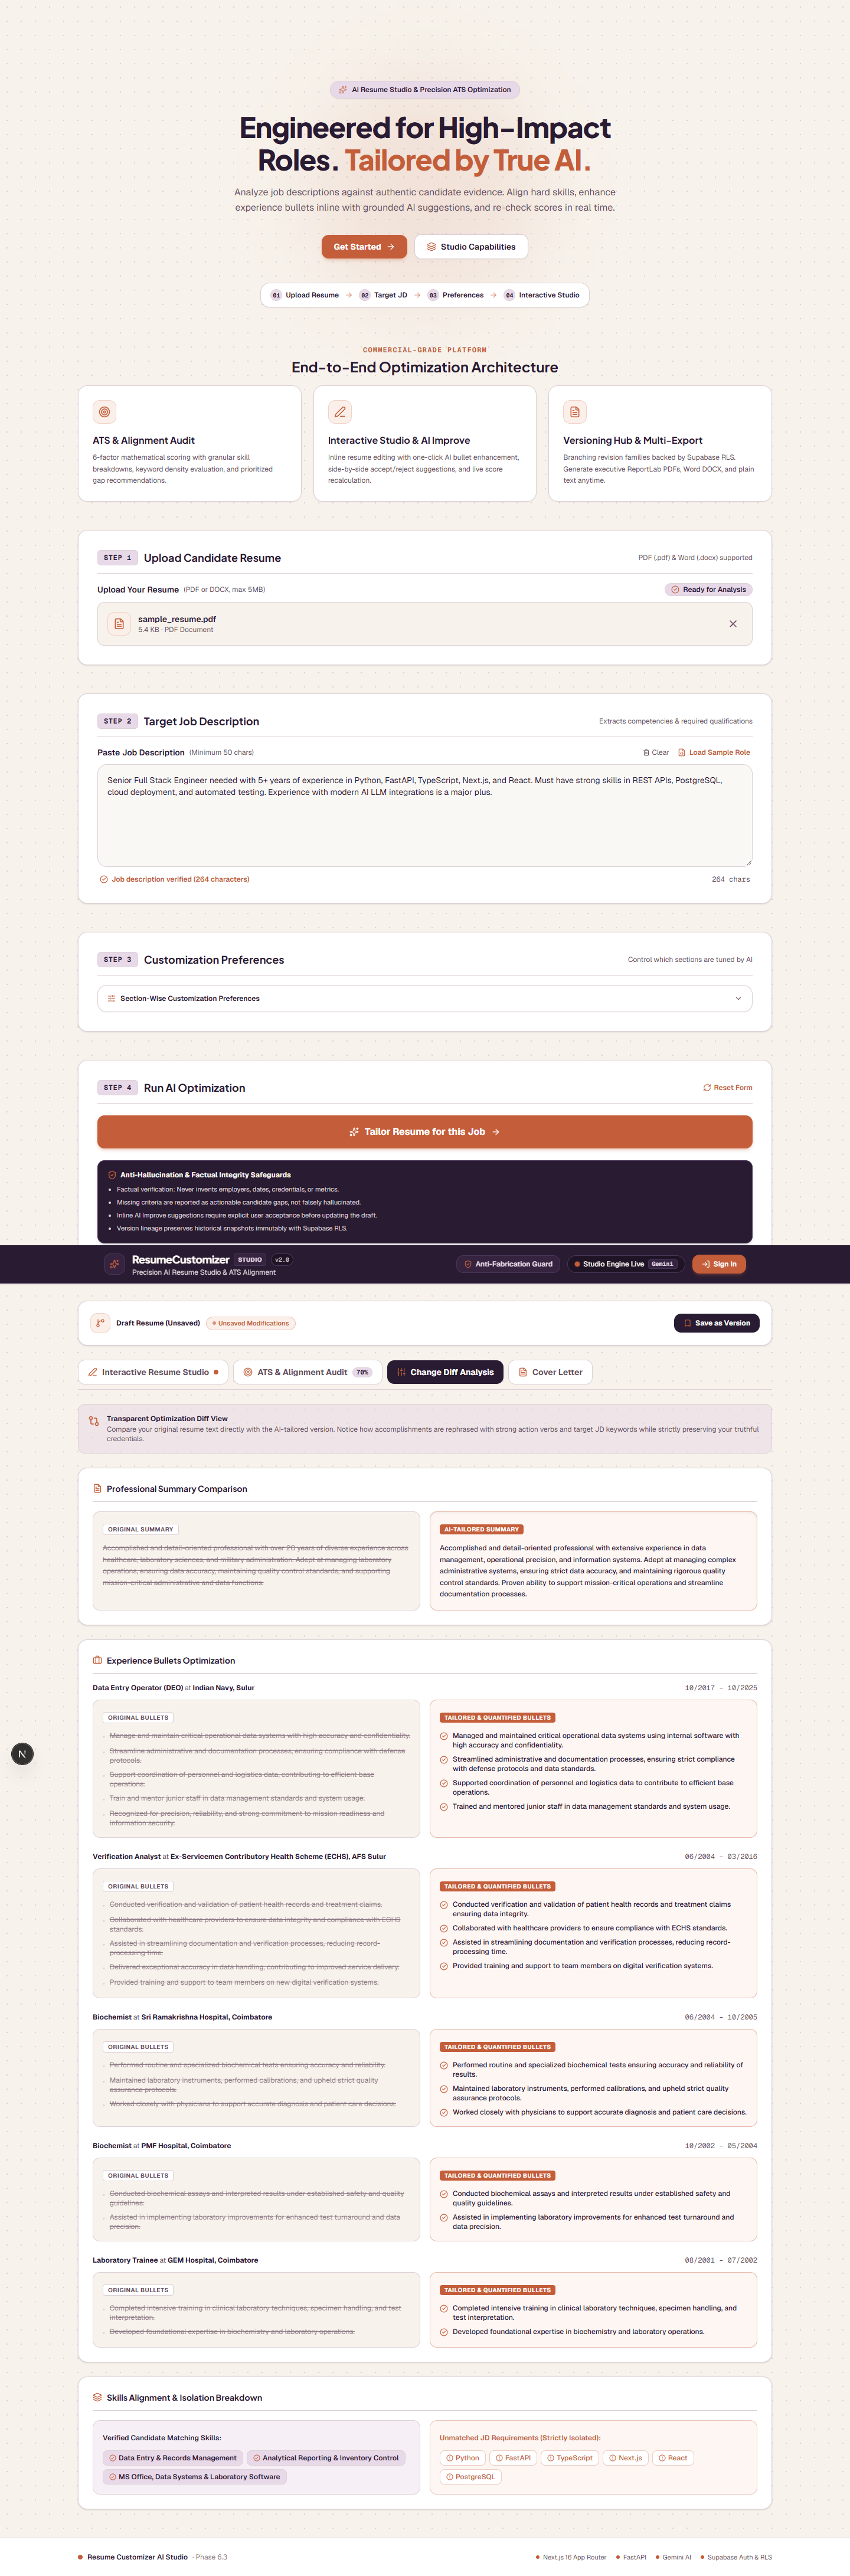 AI Resume Studio & Precision ATS Optimization
Engineered for High-Impact
Roles. Tailored by True AI.
Analyze job descriptions against authentic candidate evidence. Align hard skills, enhance
experience bullets inline with grounded AI suggestions, and re-check scores in real time.
Get Started →
Studio Capabilities
01 Upload Resume → 02 Target JD → 03 Preferences → 04 Interactive Studio
COMMERCIAL-GRADE PLATFORM
End-to-End Optimization Architecture
ATS & Alignment Audit
6-factor mathematical scoring with granular skill
breakdowns, keyword density evaluation, and prioritized
gap recommendations.
Interactive Studio & AI Improve
Inline resume editing with one-click AI bullet enhancement,
side-by-side accept/reject suggestions, and live score
recalculation.
Versioning Hub & Multi-Export
Branching revision families backed by Supabase RLS.
Generate executive ReportLab PDFs, Word DOCX, and plain
text anytime.
STEP 1 Upload Candidate Resume
PDF (.pdf) & Word (.docx) supported
Upload Your Resume (PDF or DOCX, max 5MB)
Ready for Analysis
sample_resume.pdf
5.4 KB · PDF Document
STEP 2 Target Job Description
Extracts competencies & required qualifications
Paste Job Description (Minimum 50 chars)
Clear
Load Sample Role
Senior Full Stack Engineer needed with 5+ years of experience in Python, FastAPI, TypeScript, Next.js, and React. Must have strong skills in REST APIs, PostgreSQL,
cloud deployment, and automated testing. Experience with modern AI LLM integrations is a major plus.
Job description verified (264 characters)
264 chars
STEP 3 Customization Preferences
Control which sections are tuned by AI
Section-Wise Customization Preferences
STEP 4 Run AI Optimization
Reset Form
Tailor Resume for this Job →
Anti-Hallucination & Factual Integrity Safeguards
• Factual verification: Never invents employers, dates, credentials, or metrics.
• Missing criteria are reported as actionable candidate gaps, not falsely hallucinated.
• Inline AI Improve suggestions require explicit user acceptance before updating the draft.
• Version lineage preserves historical snapshots immutably with Supabase RLS.
ResumeCustomizer STUDIO v2.0
Precision AI Resume Studio & ATS Alignment
Anti-Fabrication Guard
Studio Engine Live Gemini
Sign In
Draft Resume (Unsaved)
Unsaved Modifications
Save as Version
Interactive Resume Studio
ATS & Alignment Audit 70%
Change Diff Analysis
Cover Letter
Transparent Optimization Diff View
Compare your original resume text directly with the AI-tailored version. Notice how accomplishments are rephrased with strong action verbs and target JD keywords while strictly preserving your truthful
credentials.
Professional Summary Comparison
ORIGINAL SUMMARY
Accomplished and detail-oriented professional with over 20 years of diverse experience across
healthcare, laboratory sciences, and military administration. Adept at managing laboratory
operations, ensuring data accuracy, maintaining quality control standards, and supporting
mission-critical administrative and data functions.
AI-TAILORED SUMMARY
Accomplished and detail-oriented professional with extensive experience in data
management, operational precision, and information systems. Adept at managing complex
administrative systems, ensuring strict data accuracy, and maintaining rigorous quality
control standards. Proven ability to support mission-critical operations and streamline
documentation processes.
Experience Bullets Optimization
Data Entry Operator (DEO) at Indian Navy, Sulur
10/2017 - 10/2025
ORIGINAL BULLETS
Manage and maintain critical operational data systems with high accuracy and confidentiality.
Streamline administrative and documentation processes, ensuring compliance with defense
protocols.
Support coordination of personnel and logistics data, contributing to efficient base
operations.
Train and mentor junior staff in data management standards and system usage.
Recognized for precision, reliability, and strong commitment to mission readiness and
information security.
TAILORED & QUANTIFIED BULLETS
Managed and maintained critical operational data systems using internal software with
high accuracy and confidentiality.
Streamlined administrative and documentation processes, ensuring strict compliance
with defense protocols and data standards.
Supported coordination of personnel and logistics data to contribute to efficient base
operations.
Trained and mentored junior staff in data management standards and system usage.
Verification Analyst at Ex-Servicemen Contributory Health Scheme (ECHS), AFS Sulur
06/2004 - 03/2016
ORIGINAL BULLETS
Conducted verification and validation of patient health records and treatment claims.
Collaborated with healthcare providers to ensure data integrity and compliance with ECHS
standards.
Assisted in streamlining documentation and verification processes, reducing record-
processing time.
Delivered exceptional accuracy in data handling, contributing to improved service delivery.
Provided training and support to team members on new digital verification systems.
TAILORED & QUANTIFIED BULLETS
Conducted verification and validation of patient health records and treatment claims
ensuring data integrity.
Collaborated with healthcare providers to ensure compliance with ECHS standards.
Assisted in streamlining documentation and verification processes, reducing record-
processing time.
Provided training and support to team members on digital verification systems.
Biochemist at Sri Ramakrishna Hospital, Coimbatore
06/2004 - 10/2005
ORIGINAL BULLETS
Performed routine and specialized biochemical tests ensuring accuracy and reliability.
Maintained laboratory instruments, performed calibrations, and upheld strict quality
assurance protocols.
Worked closely with physicians to support accurate diagnosis and patient care decisions.
TAILORED & QUANTIFIED BULLETS
Performed routine and specialized biochemical tests ensuring accuracy and reliability of
results.
Maintained laboratory instruments, performed calibrations, and upheld strict quality
assurance protocols.
Worked closely with physicians to support accurate diagnosis and patient care decisions.
Biochemist at PMF Hospital, Coimbatore
10/2002 - 05/2004
ORIGINAL BULLETS
Conducted biochemical assays and interpreted results under established safety and quality
guidelines.
Assisted in implementing laboratory improvements for enhanced test turnaround and data
precision.
TAILORED & QUANTIFIED BULLETS
Conducted biochemical assays and interpreted results under established safety and
quality guidelines.
Assisted in implementing laboratory improvements for enhanced test turnaround and
data precision.
Laboratory Trainee at GEM Hospital, Coimbatore
08/2001 - 07/2002
ORIGINAL BULLETS
Completed intensive training in clinical laboratory techniques, specimen handling, and test
interpretation.
Developed foundational expertise in biochemistry and laboratory operations.
TAILORED & QUANTIFIED BULLETS
Completed intensive training in clinical laboratory techniques, specimen handling, and
test interpretation.
Developed foundational expertise in biochemistry and laboratory operations.
Skills Alignment & Isolation Breakdown
Verified Candidate Matching Skills:
Data Entry & Records Management
Analytical Reporting & Inventory Control
MS Office, Data Systems & Laboratory Software
Unmatched JD Requirements (Strictly Isolated):
Python
FastAPI
TypeScript
Next.js
React
PostgreSQL
Resume Customizer AI Studio · Phase 6.3
Next.js 16 App Router
FastAPI
Gemini AI
Supabase Auth & RLS
N